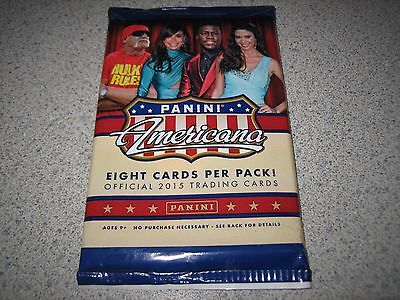 HULK
RULES
PANINI
Americana
EIGHT CARDS PER PACK!
OFFICIAL 2015 TRADING CARDS
PANINI
AGES 9+ NO PURCHASE NECESSARY - SEE BACK FOR DETAILS